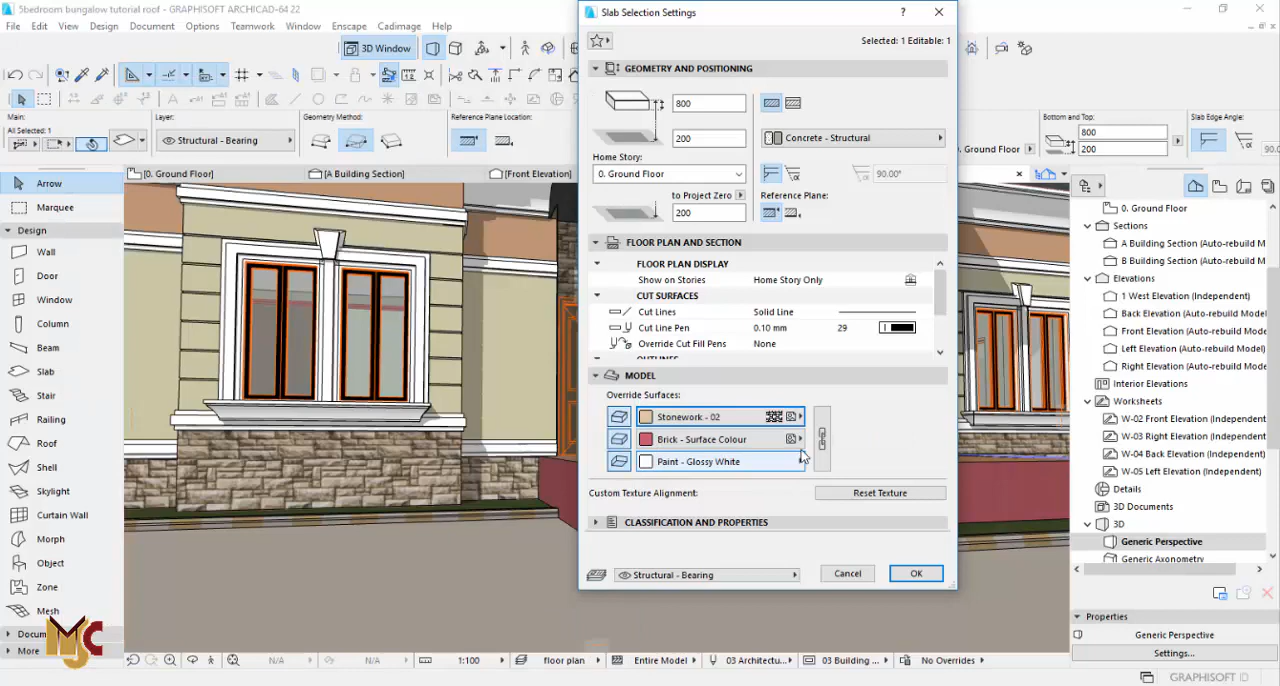 5bedroom bungalow tutorial roof - GRAPHISOFT ARCHICAD-64 22
File Edit View Design Document Options Teamwork Window Enscape Cadimage Help
3D Window
Main:
All Selected: 1
Layer:
Structural - Bearing
Geometry Method:
Reference Plane Location:
[0. Ground Floor]
[A Building Section]
[Front Elevation]
Arrow
Marquee
Design
Wall
Door
Window
Column
Beam
Slab
Stair
Railing
Roof
Shell
Skylight
Curtain Wall
Morph
Object
Zone
Mesh
Docum
More
MSC
Slab Selection Settings
?
Selected: 1 Editable: 1
GEOMETRY AND POSITIONING
800
200
Concrete - Structural
Home Story:
0. Ground Floor
90.00°
to Project Zero
Reference Plane:
200
FLOOR PLAN AND SECTION
FLOOR PLAN DISPLAY
Show on Stories Home Story Only
CUT SURFACES
Cut Lines Solid Line
Cut Line Pen 0.10 mm 29
Override Cut Fill Pens None
OUTLINES
MODEL
Override Surfaces:
Stonework - 02
Brick - Surface Colour
Paint - Glossy White
Custom Texture Alignment:
Reset Texture
CLASSIFICATION AND PROPERTIES
Structural - Bearing
Cancel
OK
Ground Floor
Bottom and Top:
800
200
Slab Edge Angle:
90.0
0. Ground Floor
Sections
A Building Section (Auto-rebuild M
B Building Section (Auto-rebuild M
Elevations
1 West Elevation (Independent)
Back Elevation (Auto-rebuild Model
Front Elevation (Auto-rebuild Model
Left Elevation (Auto-rebuild Model)
Right Elevation (Auto-rebuild Model
Interior Elevations
Worksheets
W-02 Front Elevation (Independent)
W-03 Right Elevation (Independent)
W-04 Back Elevation (Independent)
W-05 Left Elevation (Independent)
Details
3D Documents
3D
Generic Perspective
Generic Axonometry
Properties
Generic Perspective
Settings...
N/A
N/A
1:100
floor plan
Entire Model
03 Architectu...
03 Building ...
No Overrides
GRAPHISOFT ID